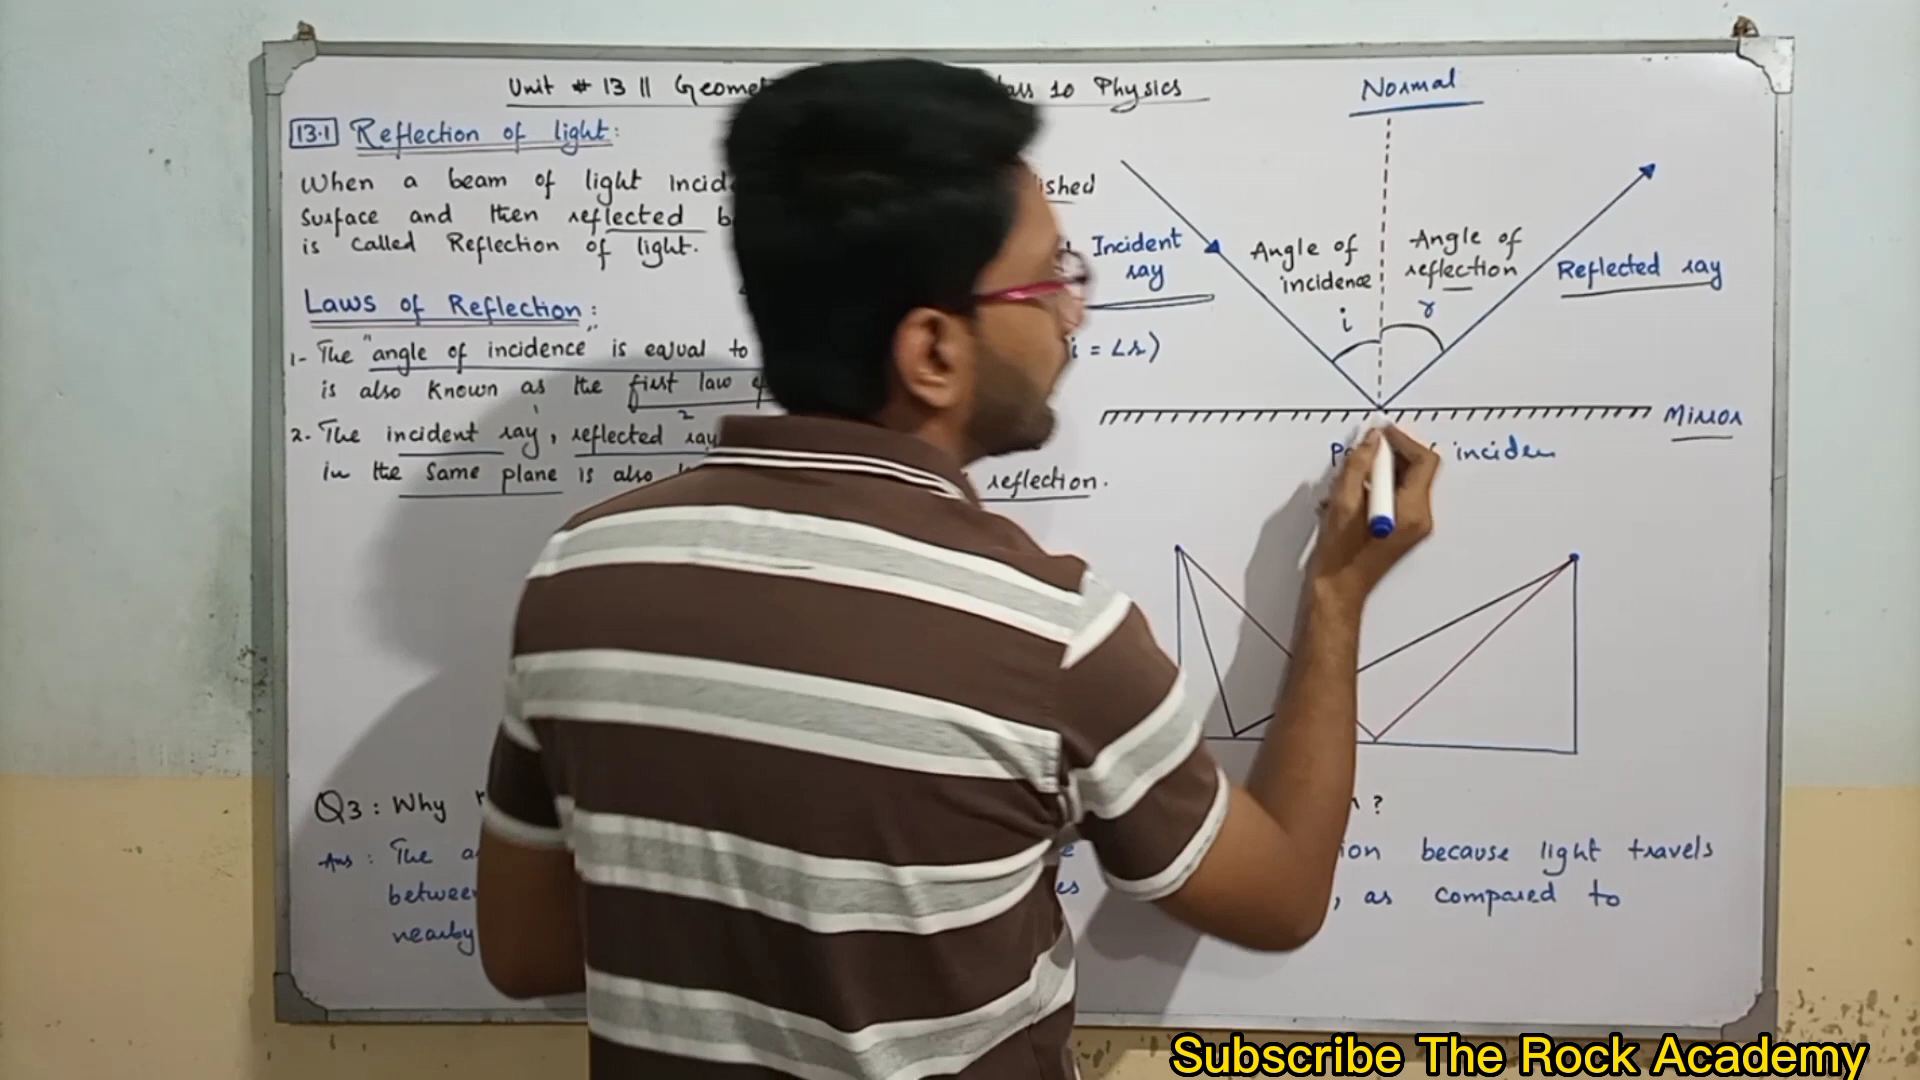 Unit # 13 || Geomet 10 Physics
13.1 Reflection of light:
When a beam of light incid ished
Surface and then reflected b
is called Reflection of light.
Laws of Reflection:
1- The "angle of incidence" is equal to i = ∠r)
is also known as the first law
1 2
2. The incident ray, reflected ray
in the same plane is also reflection.
Normal
Incident
ray
Angle of
incidence
i
Angle of
reflection
r
Reflected ray
Mirror
inciden
Q3: Why ?
Ans: The ion because light travels
between es , as compared to
nearby
Subscribe The Rock Academy